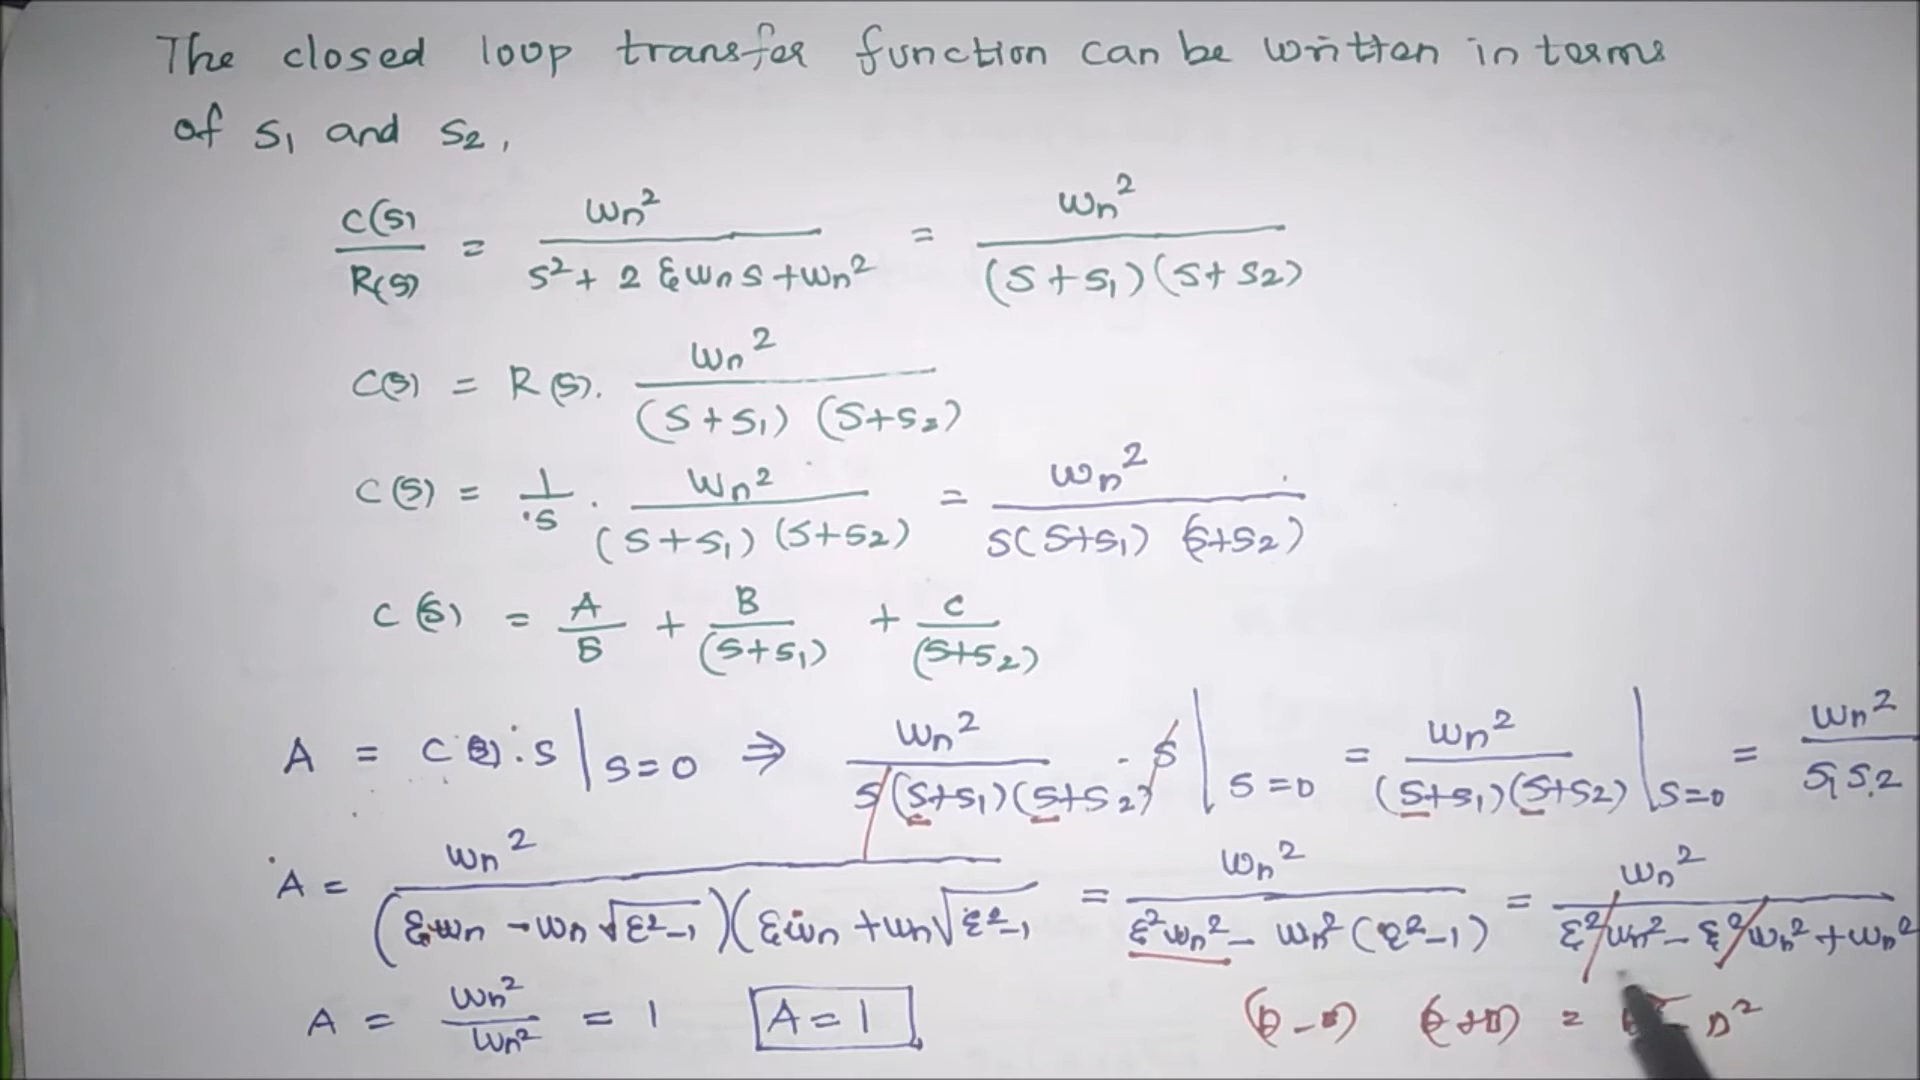 The closed loop transfer function can be written in terms
of S1 and S2,
C(S)/R(S) = ωn²/(S² + 2ξωnS + ωn²) = ωn²/((S+S1)(S+S2))
C(S) = R(S). ωn²/((S+S1)(S+S2))
C(S) = 1/S . ωn²/((S+S1)(S+S2)) = ωn²/(S(S+S1)(S+S2))
C(S) = A/S + B/(S+S1) + C/(S+S2)
A = C(S).S|S=0 ⇒ ωn²/(S(S+S1)(S+S2)) . S|S=0 = ωn²/((S+S1)(S+S2))|S=0 = ωn²/(S1S2)
A = ωn²/((ξωn - ωn√ξ²-1)(ξωn + ωn√ξ²-1) = ωn²/(ξ²ωn² - ωn²(ξ²-1)) = ωn²/(ξ²ωn² - ξ²ωn² + ωn²
A = ωn²/ωn² = 1 A=1